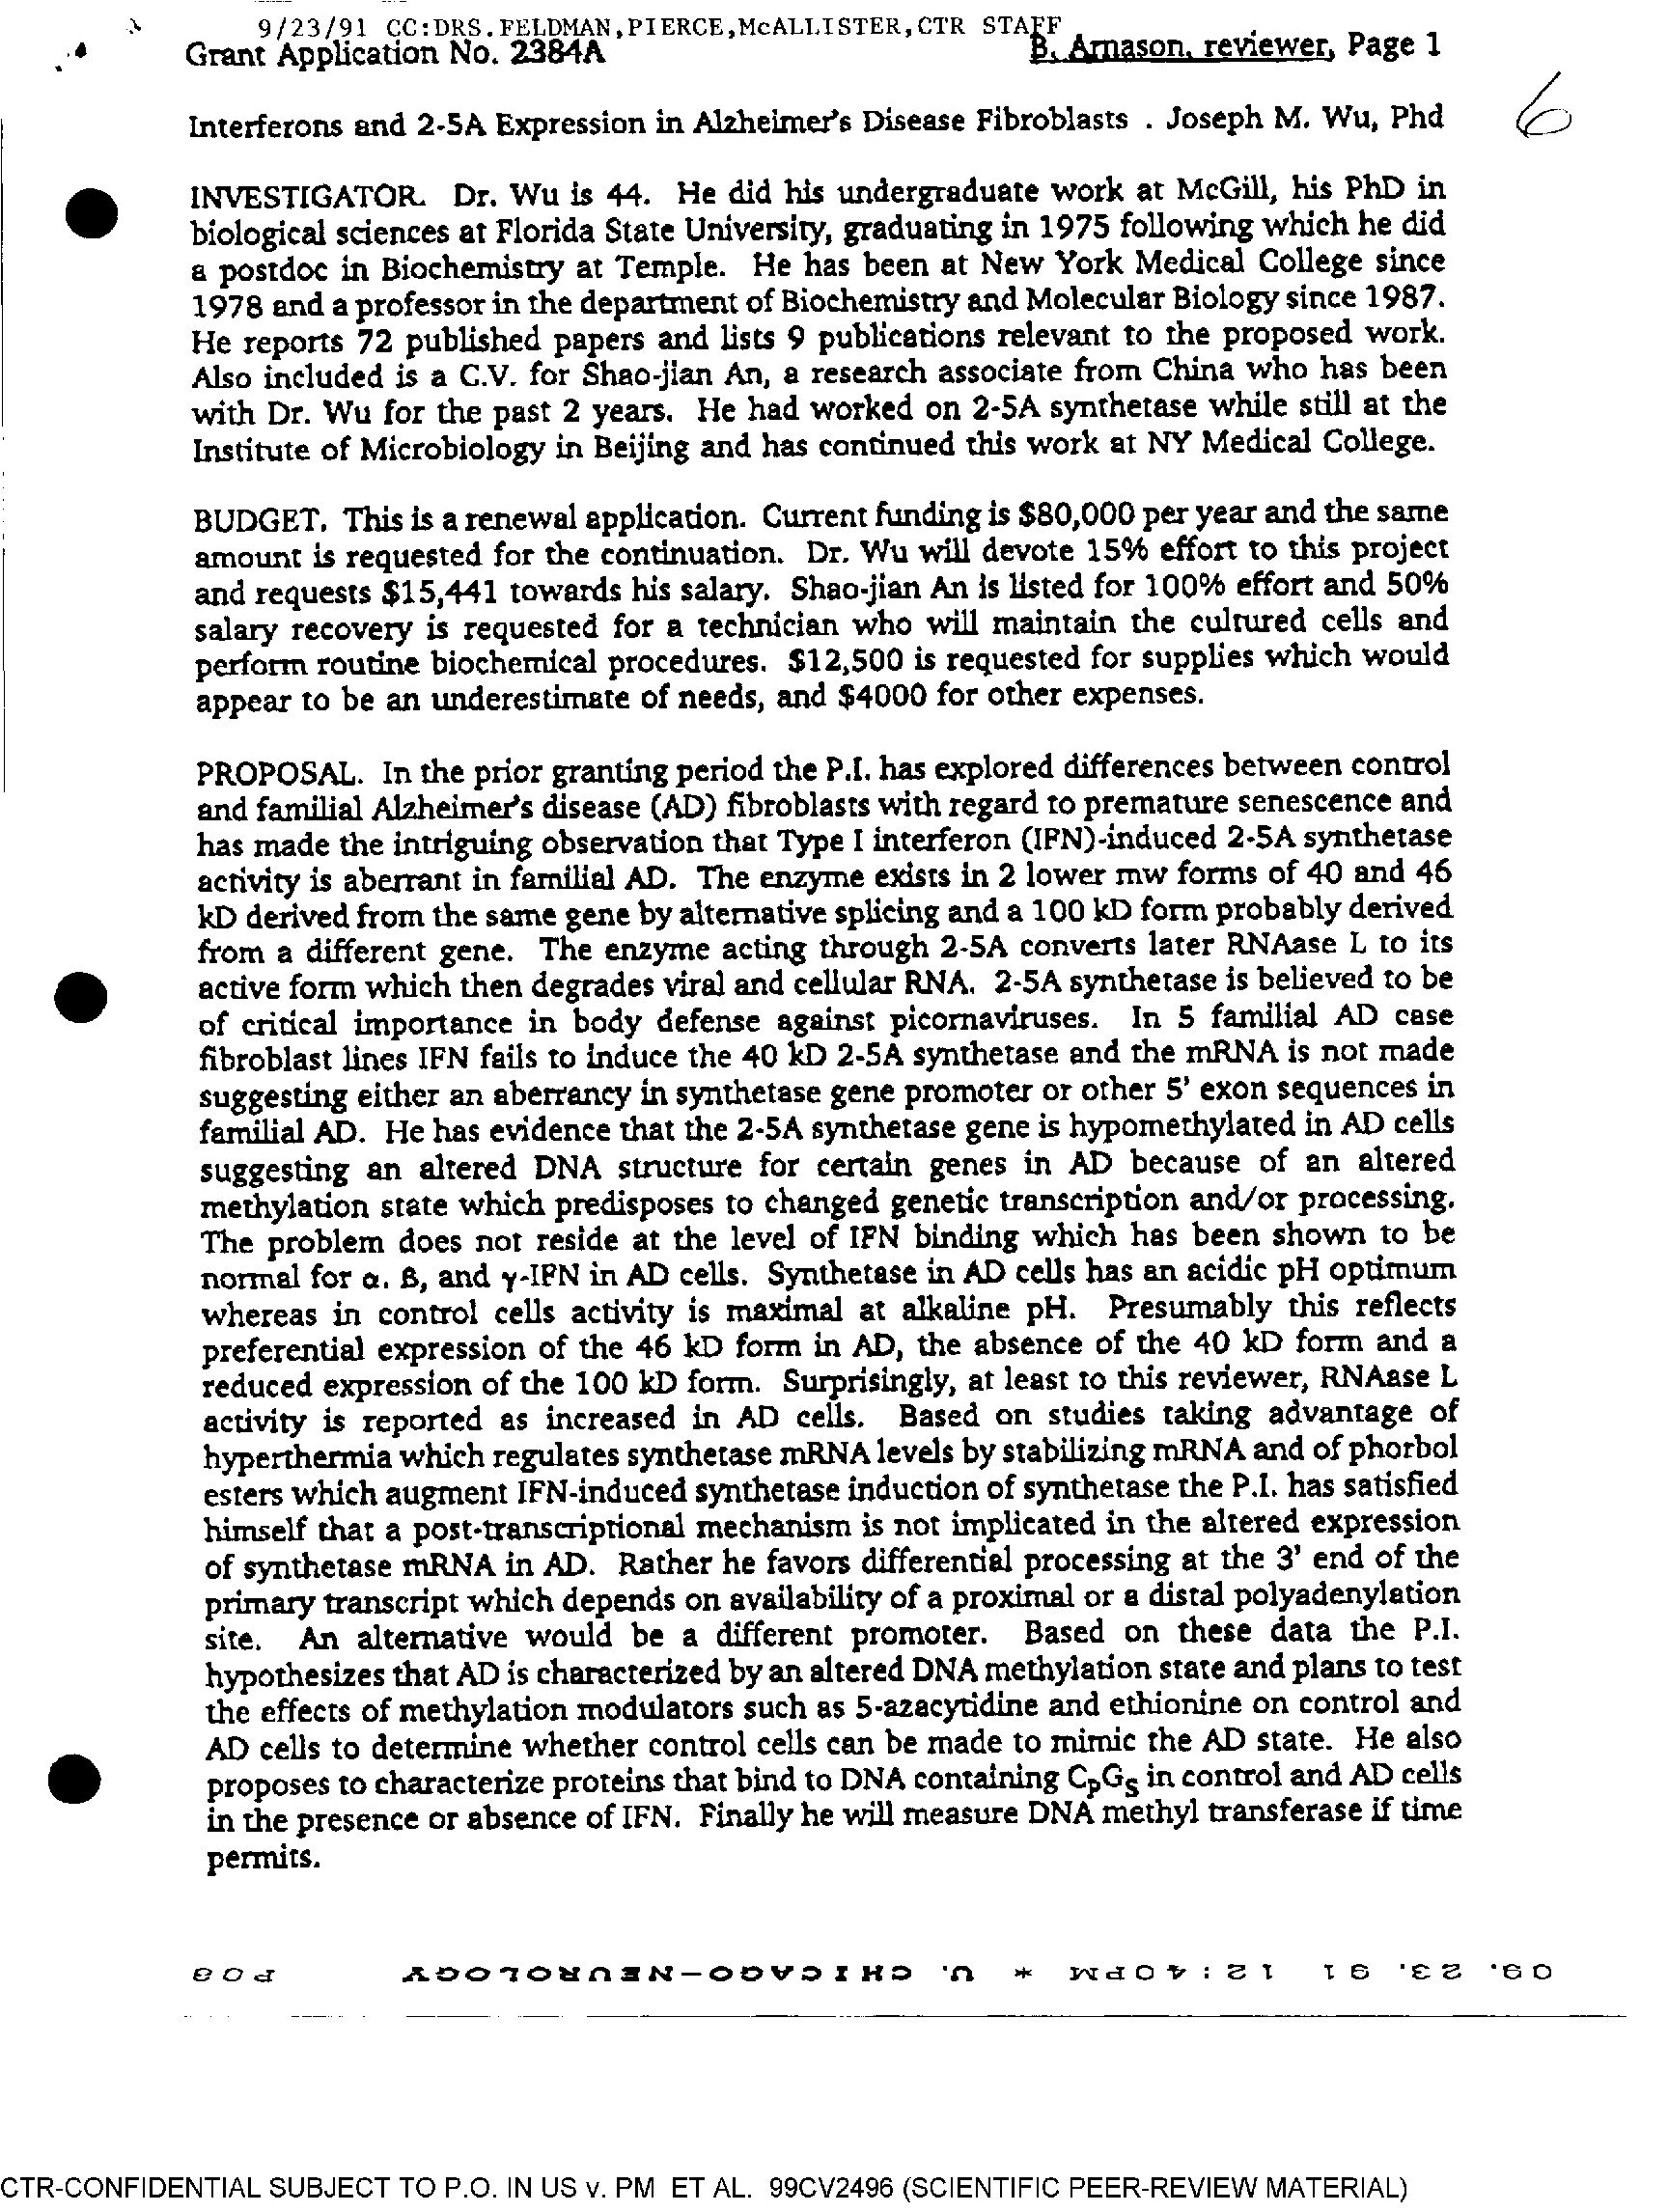 9/23/91 CC:DRS.FELDMAN,PIERCE,McALLISTER,CTR STAFF
Grant Application No. 2384A B. Arnason, reviewer, Page 1
6
Interferons and 2-5A Expression in Alzheimer's Disease Fibroblasts . Joseph M. Wu, Phd
INVESTIGATOR. Dr. Wu is 44. He did his undergraduate work at McGill, his PhD in
biological sciences at Florida State University, graduating in 1975 following which he did
a postdoc in Biochemistry at Temple. He has been at New York Medical College since
1978 and a professor in the department of Biochemistry and Molecular Biology since 1987.
He reports 72 published papers and lists 9 publications relevant to the proposed work.
Also included is a C.V. for Shao-jian An, a research associate from China who has been
with Dr. Wu for the past 2 years. He had worked on 2-5A synthetase while still at the
Institute of Microbiology in Beijing and has continued this work at NY Medical College.
BUDGET. This is a renewal application. Current funding is $80,000 per year and the same
amount is requested for the continuation. Dr. Wu will devote 15% effort to this project
and requests $15,441 towards his salary. Shao-jian An is listed for 100% effort and 50%
salary recovery is requested for a technician who will maintain the cultured cells and
perform routine biochemical procedures. $12,500 is requested for supplies which would
appear to be an underestimate of needs, and $4000 for other expenses.
PROPOSAL. In the prior granting period the P.I. has explored differences between control
and familial Alzheimer's disease (AD) fibroblasts with regard to premature senescence and
has made the intriguing observation that Type I interferon (IFN)-induced 2-5A synthetase
activity is aberrant in familial AD. The enzyme exists in 2 lower mw forms of 40 and 46
kD derived from the same gene by alternative splicing and a 100 kD form probably derived
from a different gene. The enzyme acting through 2-5A converts later RNAase L to its
active form which then degrades viral and cellular RNA. 2-5A synthetase is believed to be
of critical importance in body defense against picornaviruses. In 5 familial AD case
fibroblast lines IFN fails to induce the 40 kD 2-5A synthetase and the mRNA is not made
suggesting either an aberrancy in synthetase gene promoter or other 5' exon sequences in
familial AD. He has evidence that the 2-5A synthetase gene is hypomethylated in AD cells
suggesting an altered DNA structure for certain genes in AD because of an altered
methylation state which predisposes to changed genetic transcription and/or processing.
The problem does not reside at the level of IFN binding which has been shown to be
normal for α. ß, and γ-IFN in AD cells. Synthetase in AD cells has an acidic pH optimum
whereas in control cells activity is maximal at alkaline pH. Presumably this reflects
preferential expression of the 46 kD form in AD, the absence of the 40 kD form and a
reduced expression of the 100 kD form. Surprisingly, at least to this reviewer, RNAase L
activity is reported as increased in AD cells. Based on studies taking advantage of
hyperthermia which regulates synthetase mRNA levels by stabilizing mRNA and of phorbol
esters which augment IFN-induced synthetase induction of synthetase the P.I. has satisfied
himself that a post-transcriptional mechanism is not implicated in the altered expression
of synthetase mRNA in AD. Rather he favors differential processing at the 3' end of the
primary transcript which depends on availability of a proximal or a distal polyadenylation
site. An alternative would be a different promoter. Based on these data the P.I.
hypothesizes that AD is characterized by an altered DNA methylation state and plans to test
the effects of methylation modulators such as 5-azacytidine and ethionine on control and
AD cells to determine whether control cells can be made to mimic the AD state. He also
proposes to characterize proteins that bind to DNA containing CpGs in control and AD cells
in the presence or absence of IFN. Finally he will measure DNA methyl transferase if time
permits.
09. 23. 91 12:40PM * U. CHICAGO-NEUROLOGY P08
CTR-CONFIDENTIAL SUBJECT TO P.O. IN US v. PM ET AL. 99CV2496 (SCIENTIFIC PEER-REVIEW MATERIAL)